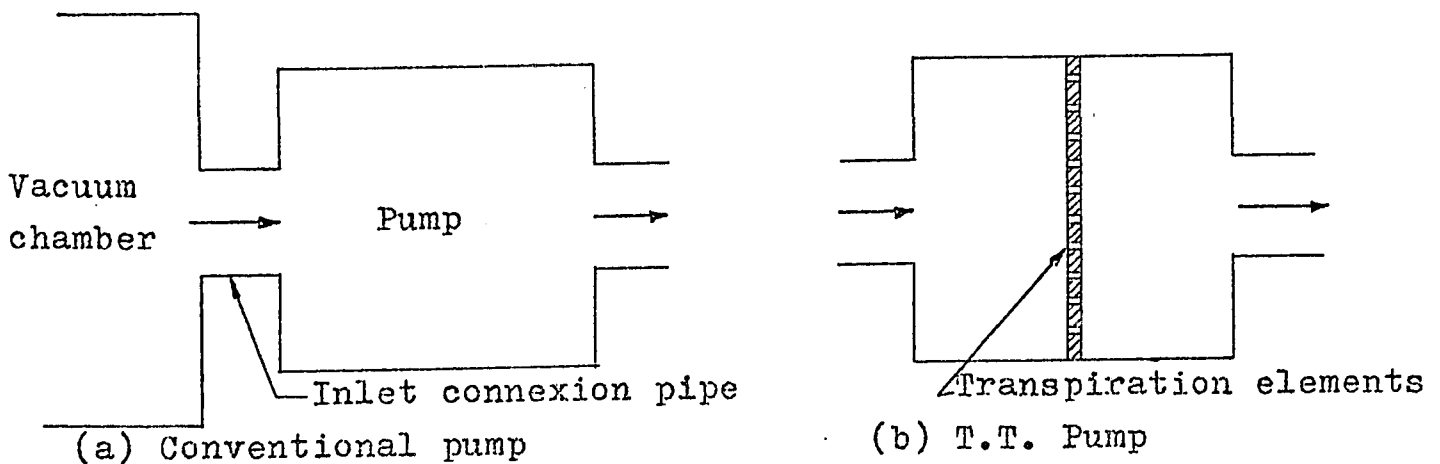 Vacuum
chamber
Pump
Inlet connexion pipe
(a) Conventional pump
Transpiration elements
(b) T.T. Pump